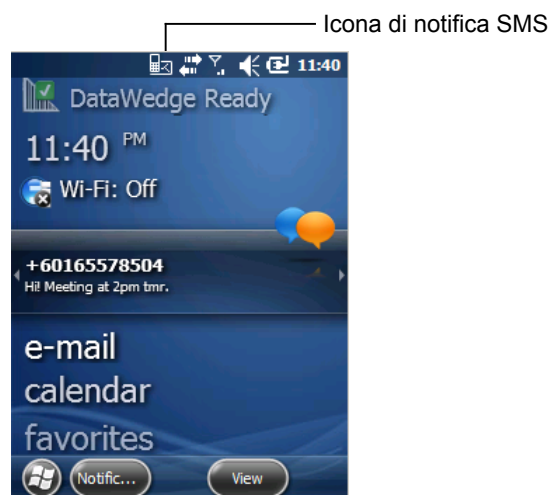 Icona di notifica SMS
11:40
DataWedge Ready
11:40 PM
Wi-Fi: Off
+60165578504
Hi! Meeting at 2pm tmr.
e-mail
calendar
favorites
Notific... View